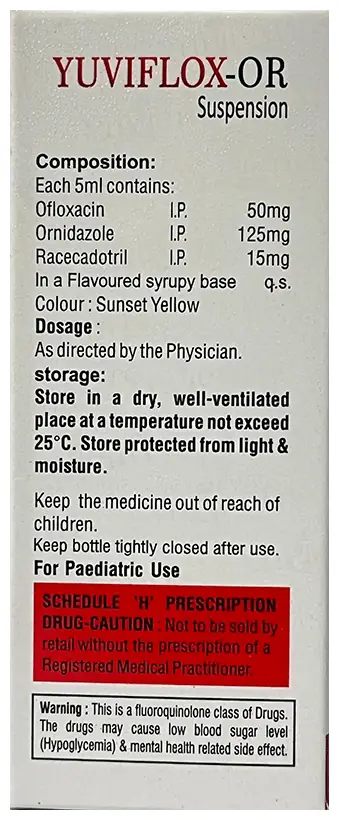 YUVIFLOX-OR
Suspension
Composition:
Each 5ml contains:
Ofloxacin I.P. 50mg
Ornidazole I.P. 125mg
Racecadotril I.P. 15mg
In a Flavoured syrupy base q.s.
Colour : Sunset Yellow
Dosage :
As directed by the Physician.
storage:
Store in a dry, well-ventilated
place at a temperature not exceed
25°C. Store protected from light &
moisture.
Keep the medicine out of reach of
children.
Keep bottle tightly closed after use.
For Paediatric Use
SCHEDULE 'H' PRESCRIPTION
DRUG-CAUTION : Not to be sold by
retail without the prescription of a
Registered Medical Practitioner.
Warning : This is a fluoroquinolone class of Drugs.
The drugs may cause low blood sugar level
(Hypoglycemia) & mental health related side effect.